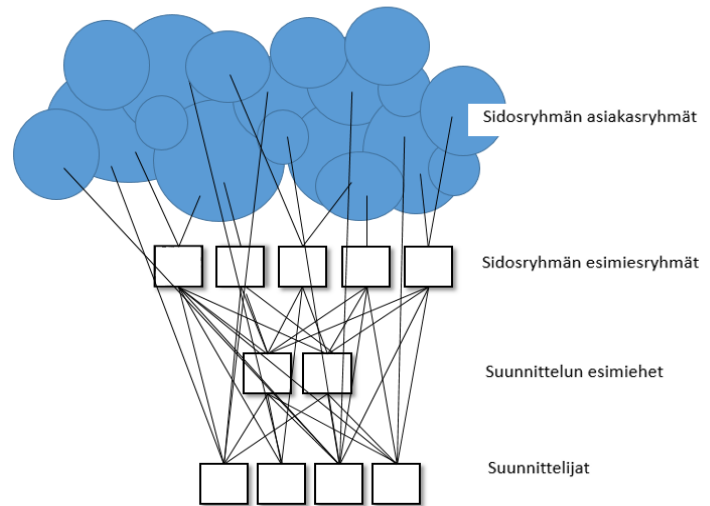 Sidosryhmän asiakasryhmät
Sidosryhmän esimiesryhmät
Suunnittelun esimiehet
Suunnittelijat